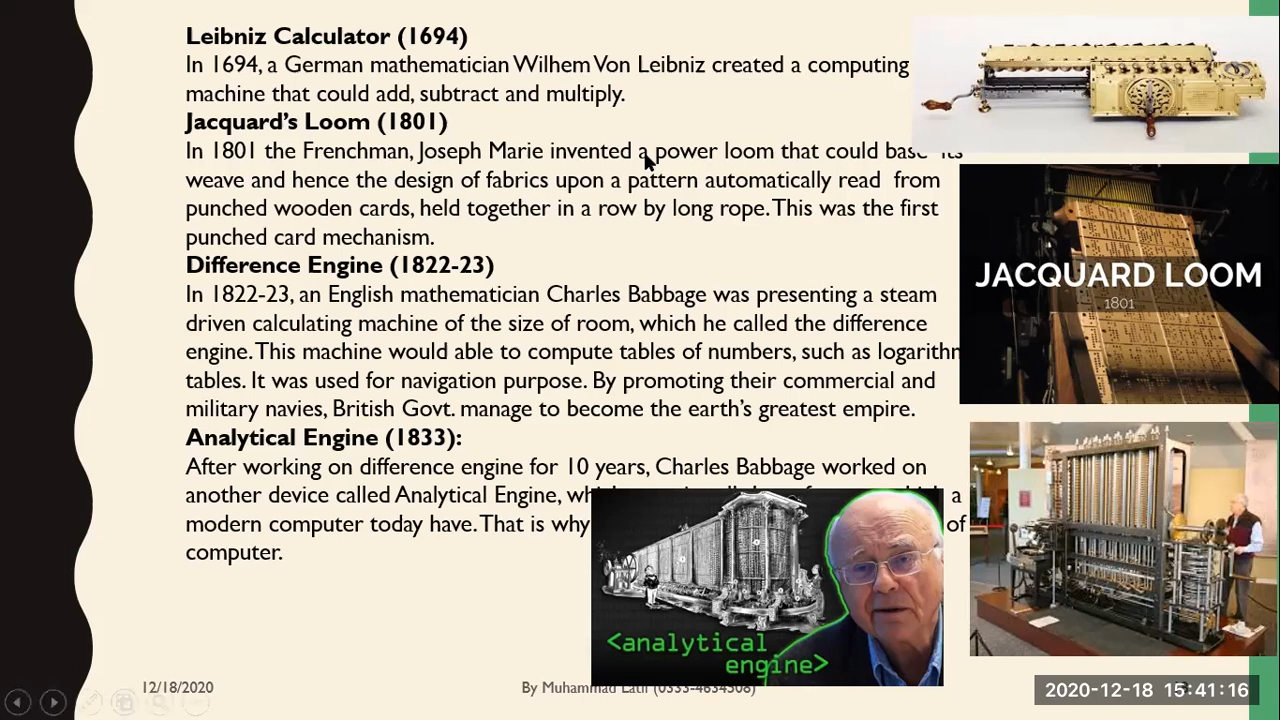 Leibniz Calculator (1694)
In 1694, a German mathematician Wilhem Von Leibniz created a computing
machine that could add, subtract and multiply.
Jacquard's Loom (1801)
In 1801 the Frenchman, Joseph Marie invented a power loom that could base its
weave and hence the design of fabrics upon a pattern automatically read from
punched wooden cards, held together in a row by long rope. This was the first
punched card mechanism.
Difference Engine (1822-23)
In 1822-23, an English mathematician Charles Babbage was presenting a steam
driven calculating machine of the size of room, which he called the difference
engine. This machine would able to compute tables of numbers, such as logarithm
tables. It was used for navigation purpose. By promoting their commercial and
military navies, British Govt. manage to become the earth's greatest empire.
Analytical Engine (1833):
After working on difference engine for 10 years, Charles Babbage worked on
another device called Analytical Engine, a
modern computer today have. That is why of
computer.
JACQUARD LOOM
1801
<analytical
engine>
12/18/2020
By Muhammad Latif (0333-4634508)
2020-12-18 15:41:16